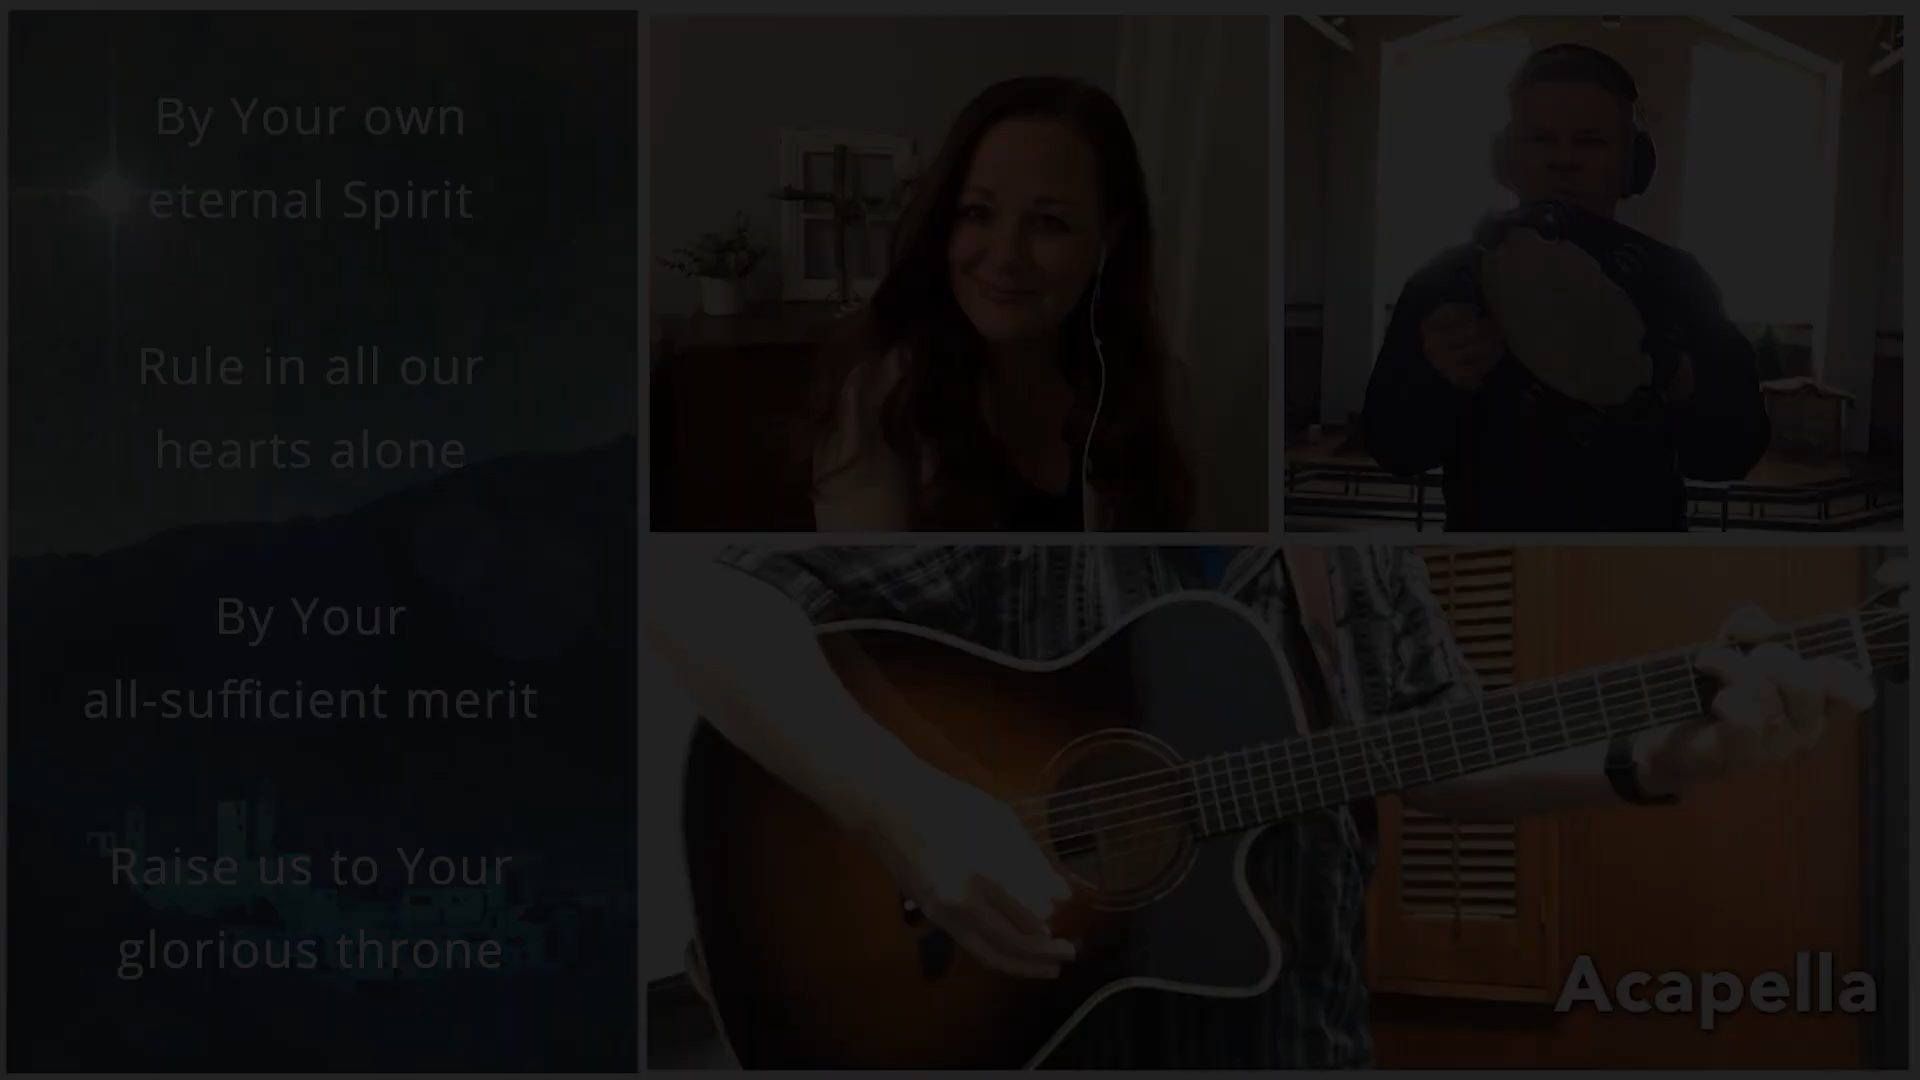 By Your own
eternal Spirit
Rule in all our
hearts alone
By Your
all-sufficient merit
Raise us to Your
glorious throne
Acapella